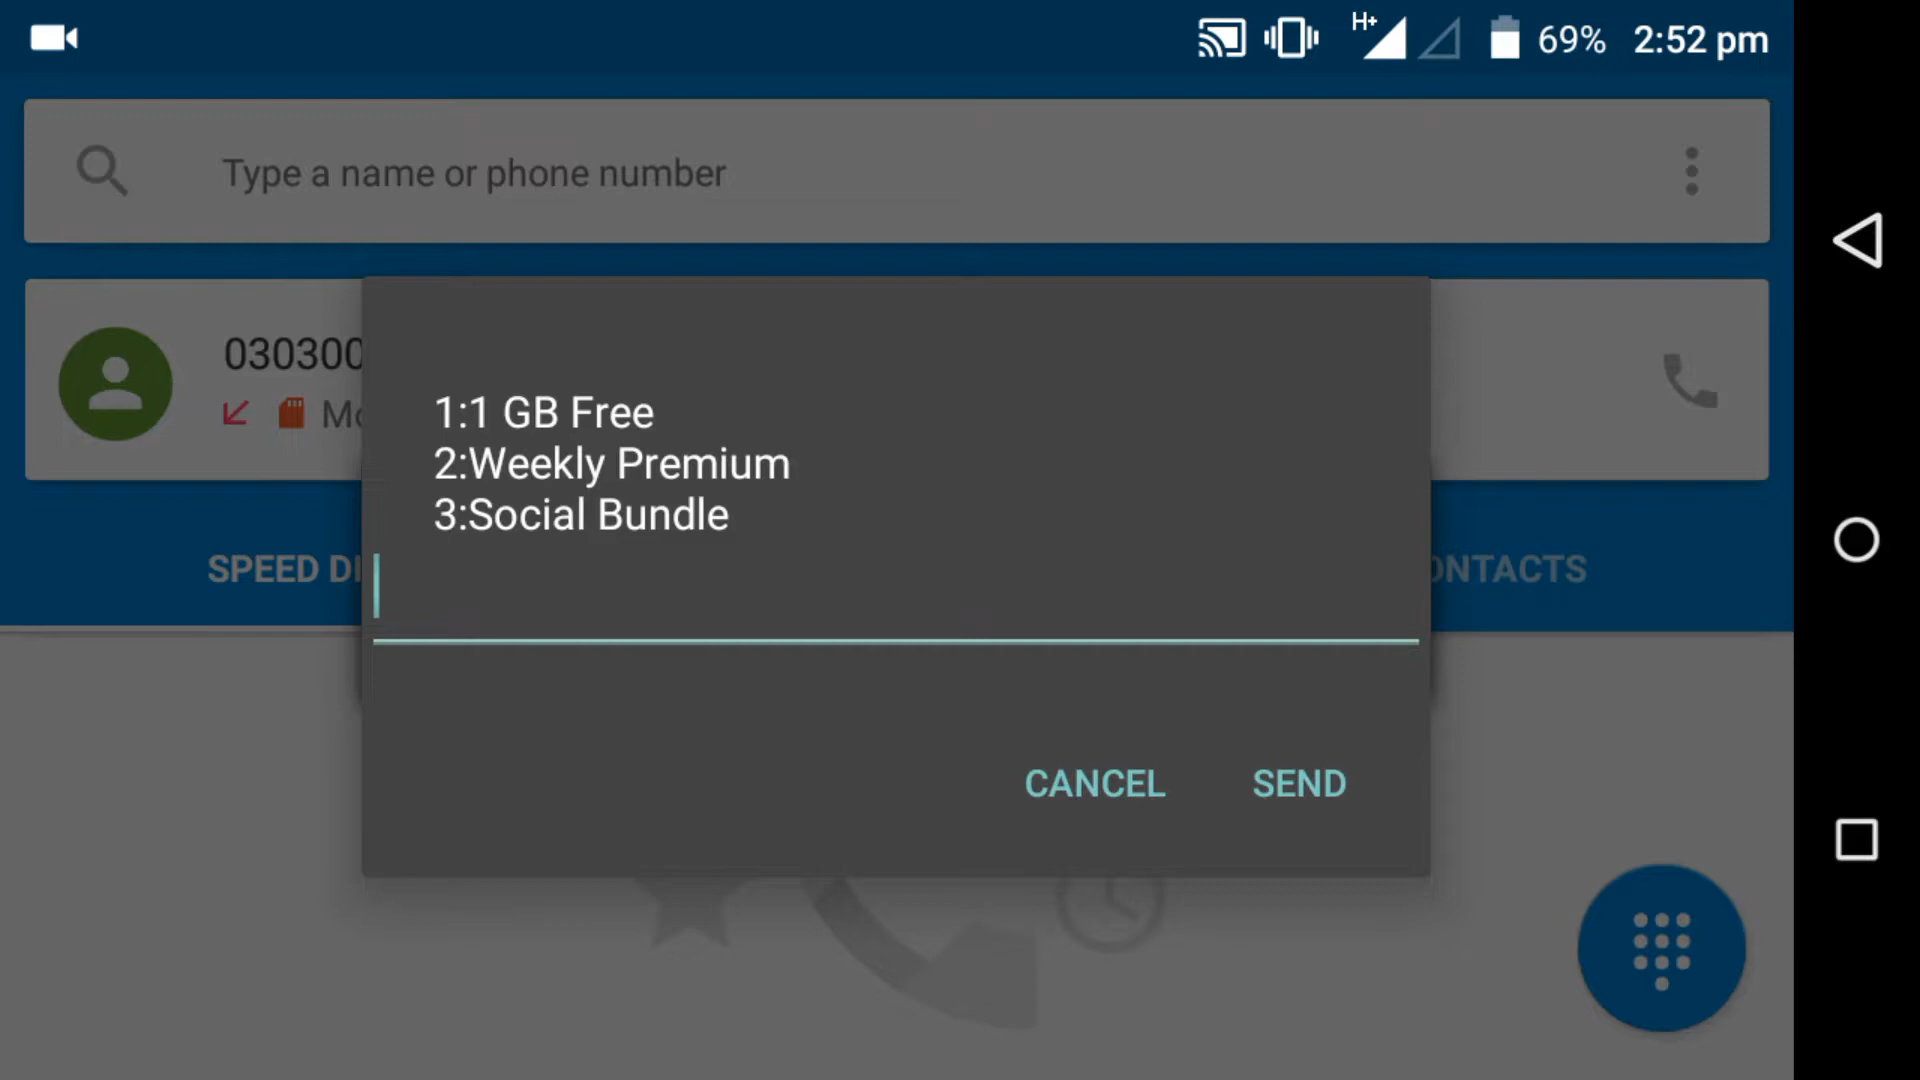 H+ 69% 2:52 pm
Type a name or phone number
030300
1:1 GB Free
2:Weekly Premium
3:Social Bundle
SPEED DI
ONTACTS
CANCEL SEND